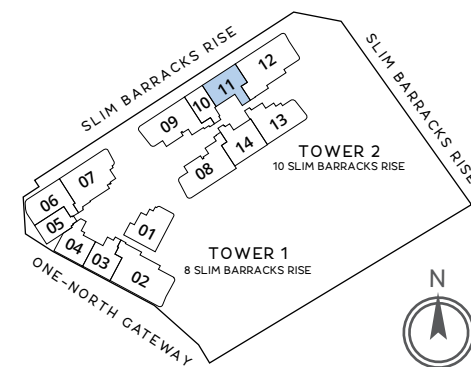 SLIM BARRACKS RISE
SLIM BARRACKS RISE
12
11
10
09
13
14
08
TOWER 2
10 SLIM BARRACKS RISE
07
06
05
04
03
02
01
TOWER 1
8 SLIM BARRACKS RISE
ONE-NORTH GATEWAY
N